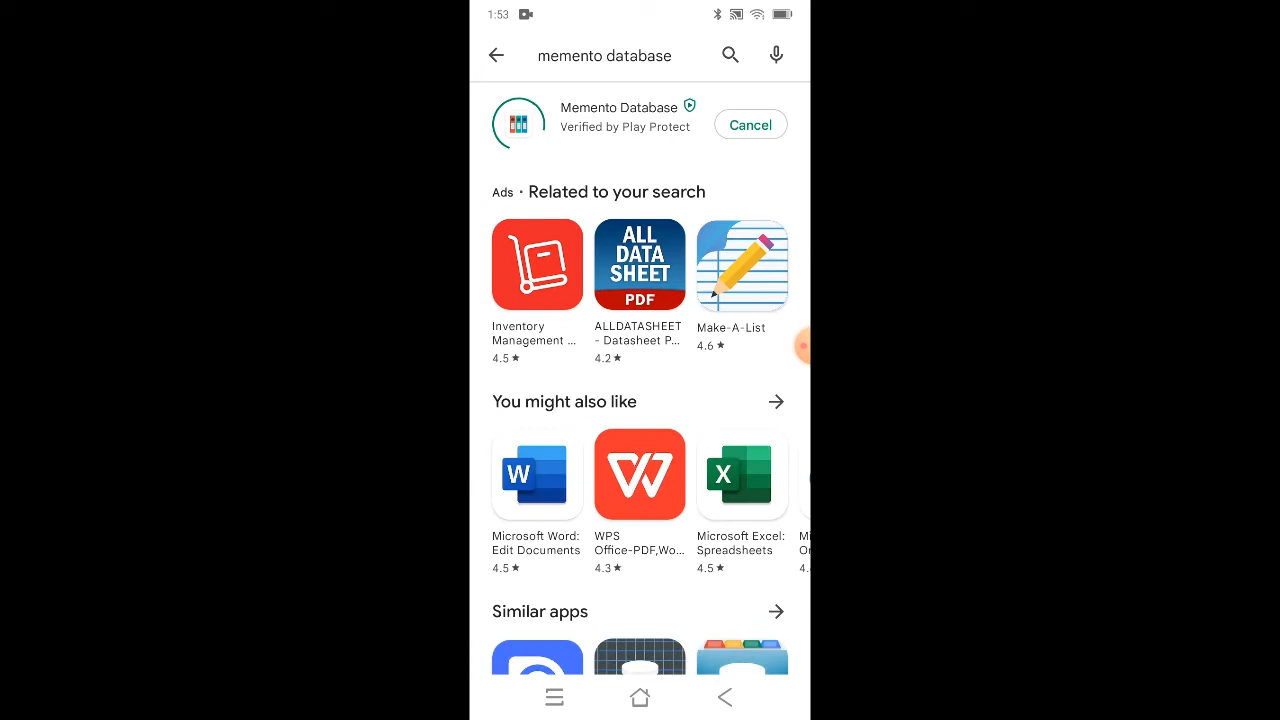 1:53
memento database
Memento Database
Verified by Play Protect
Cancel
Ads • Related to your search
ALL
DATA
SHEET
PDF
Inventory
Management ...
4.5★
ALLDATASHEET
- Datasheet P...
4.2★
Make-A-List
4.6★
You might also like
W
W
X
Microsoft Word:
Edit Documents
4.5★
WPS
Office-PDF,Wo...
4.3★
Microsoft Excel:
Spreadsheets
4.5★
Similar apps